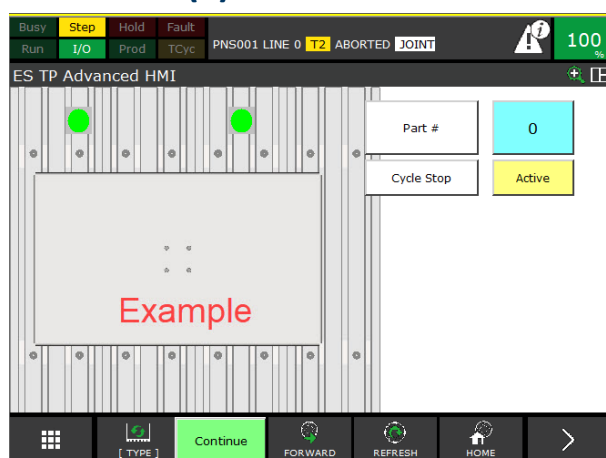 Busy Step Hold Fault
Run I/O Prod TCyc
PNS001 LINE 0 T2 ABORTED JOINT
100
%
ES TP Advanced HMI
Part # 0
Cycle Stop Active
Example
[ TYPE ] Continue FORWARD REFRESH HOME